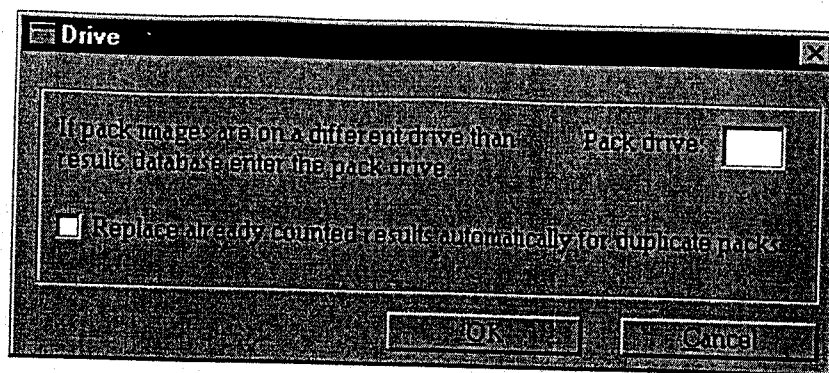 Drive
If pack images are on a different drive than
results database enter the pack drive
Pack drive:
Replace already counted results automatically for duplicate packs
OK
Cancel